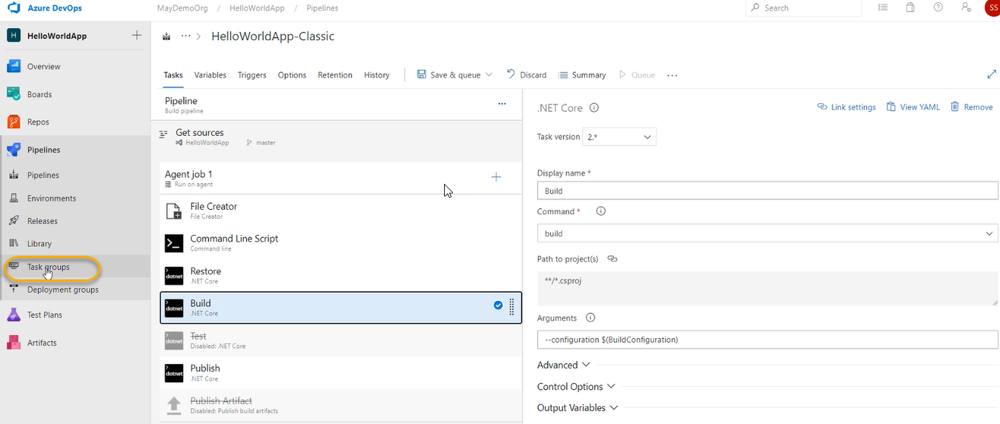 Azure DevOps
MayDemoOrg / HelloWorldApp / Pipelines
Search
SS
H HelloWorldApp
Overview
Boards
Repos
Pipelines
Pipelines
Environments
Releases
Library
Task groups
Deployment groups
Test Plans
Artifacts
··· > HelloWorldApp-Classic
Tasks Variables Triggers Options Retention History Save & queue Discard Summary Queue ···
Pipeline
Build pipeline
Get sources
HelloWorldApp master
Agent job 1
Run on agent
File Creator
File Creator
Command Line Script
Command line
dotnet Restore
.NET Core
dotnet Build
.NET Core
dotnet Test
Disabled: .NET Core
dotnet Publish
.NET Core
Publish Artifact
Disabled: Publish build artifacts
.NET Core Link settings View YAML Remove
Task version 2.*
Display name *
Build
Command *
build
Path to project(s)
**/*.csproj
Arguments
--configuration $(BuildConfiguration)
Advanced
Control Options
Output Variables